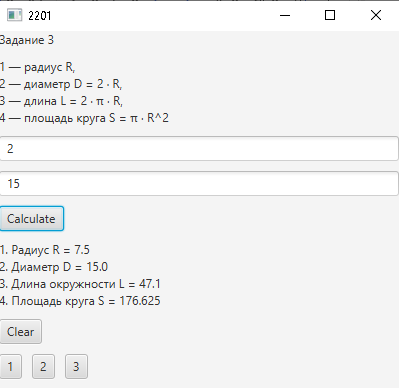 2201
Задание 3
1 — радиус R,
2 — диаметр D = 2 · R,
3 — длина L = 2 · π · R,
4 — площадь круга S = π · R^2
2
15
Calculate
1. Радиус R = 7.5
2. Диаметр D = 15.0
3. Длина окружности L = 47.1
4. Площадь круга S = 176.625
Clear
1 2 3